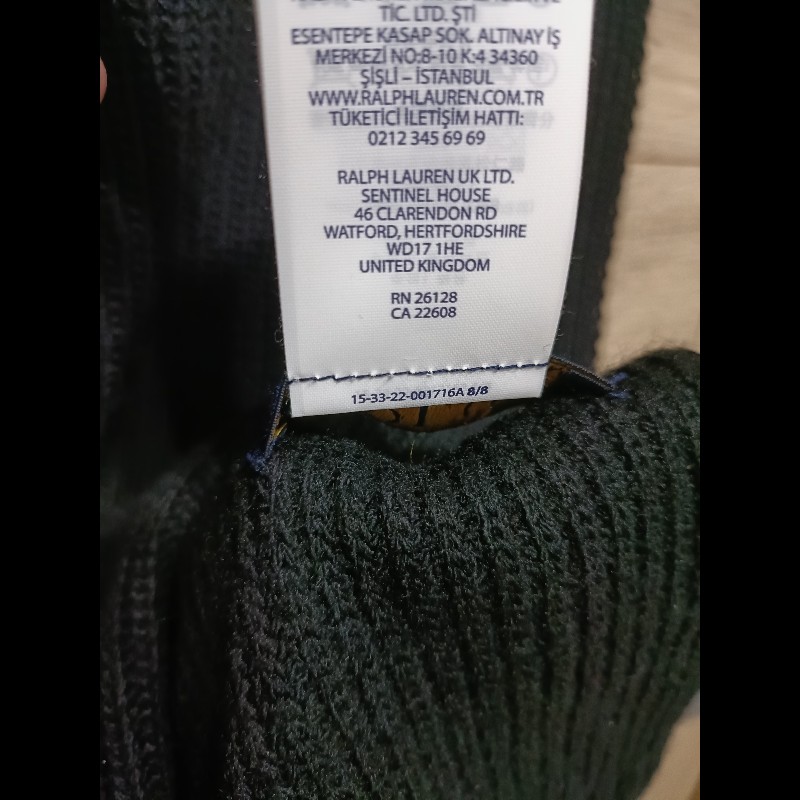 TİC. LTD. ŞTİ
ESENTEPE KASAP SOK. ALTINAY İŞ
MERKEZİ NO:8-10 K:4 34360
ŞİŞLİ – İSTANBUL
WWW.RALPHLAUREN.COM.TR
TÜKETİCİ İLETİŞİM HATTI:
0212 345 69 69
RALPH LAUREN UK LTD.
SENTINEL HOUSE
46 CLARENDON RD
WATFORD, HERTFORDSHIRE
WD17 1HE
UNITED KINGDOM
RN 26128
CA 22608
15-33-22-001716A 8/8